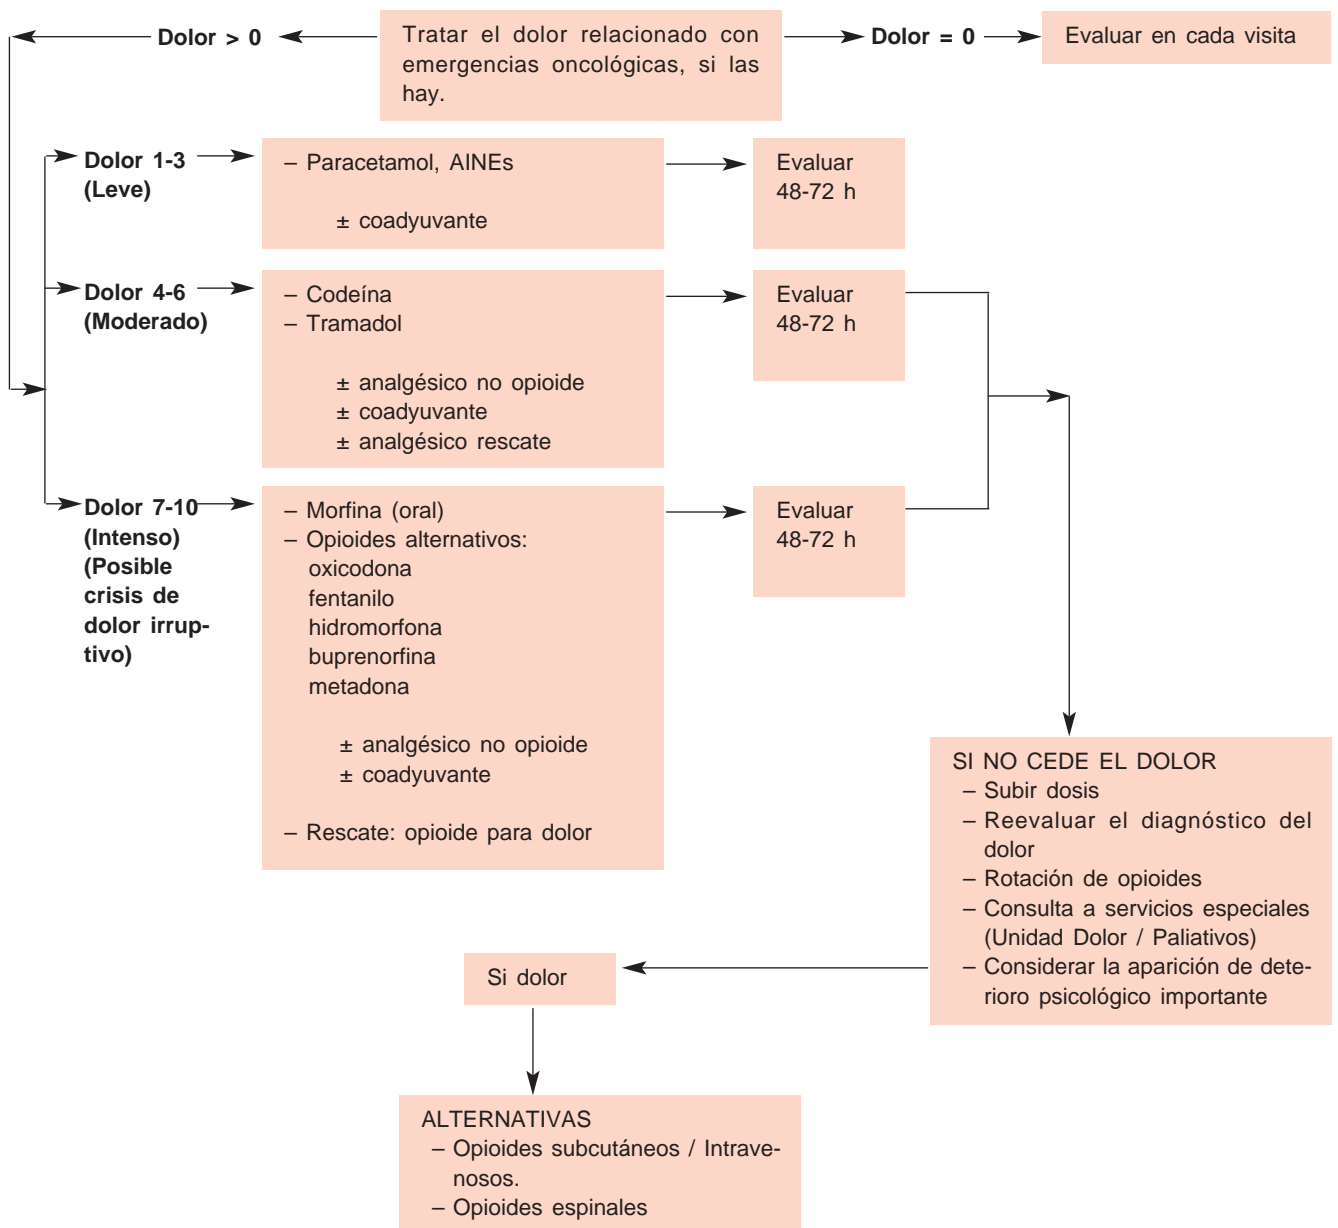 Dolor > 0
Tratar el dolor relacionado con
emergencias oncológicas, si las
hay.
Dolor = 0
Evaluar en cada visita
Dolor 1-3
(Leve)
– Paracetamol, AINEs
± coadyuvante
Evaluar
48-72 h
Dolor 4-6
(Moderado)
– Codeína
– Tramadol
± analgésico no opioide
± coadyuvante
± analgésico rescate
Evaluar
48-72 h
Dolor 7-10
(Intenso)
(Posible
crisis de
dolor irrup-
tivo)
– Morfina (oral)
– Opioides alternativos:
oxicodona
fentanilo
hidromorfona
buprenorfina
metadona
± analgésico no opioide
± coadyuvante
– Rescate: opioide para dolor
Evaluar
48-72 h
SI NO CEDE EL DOLOR
– Subir dosis
– Reevaluar el diagnóstico del
dolor
– Rotación de opioides
– Consulta a servicios especiales
(Unidad Dolor / Paliativos)
– Considerar la aparición de dete-
rioro psicológico importante
Si dolor
ALTERNATIVAS
– Opioides subcutáneos / Intrave-
nosos.
– Opioides espinales